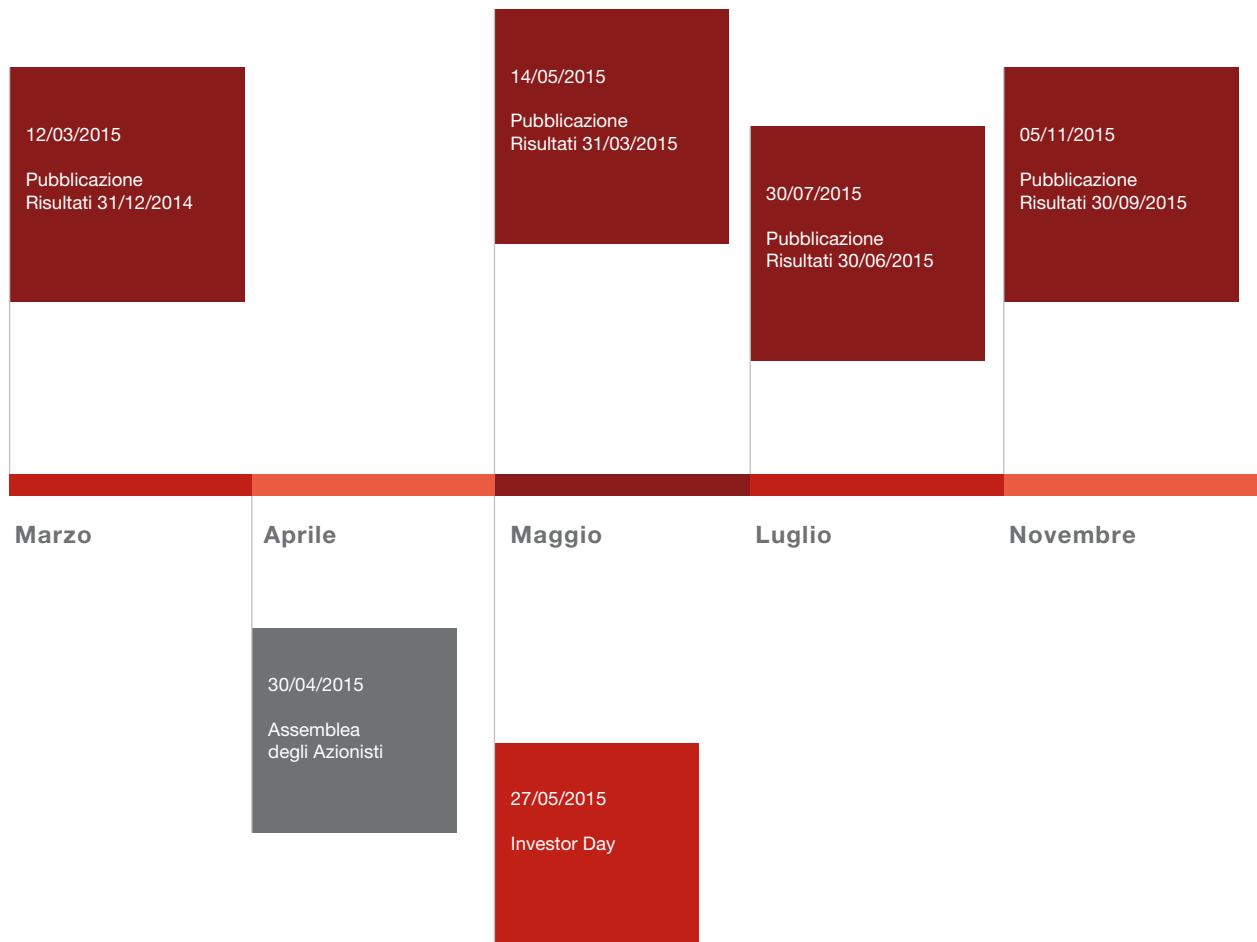 12/03/2015
Pubblicazione
Risultati 31/12/2014
14/05/2015
Pubblicazione
Risultati 31/03/2015
30/07/2015
Pubblicazione
Risultati 30/06/2015
05/11/2015
Pubblicazione
Risultati 30/09/2015
Marzo
Aprile
Maggio
Luglio
Novembre
30/04/2015
Assemblea
degli Azionisti
27/05/2015
Investor Day